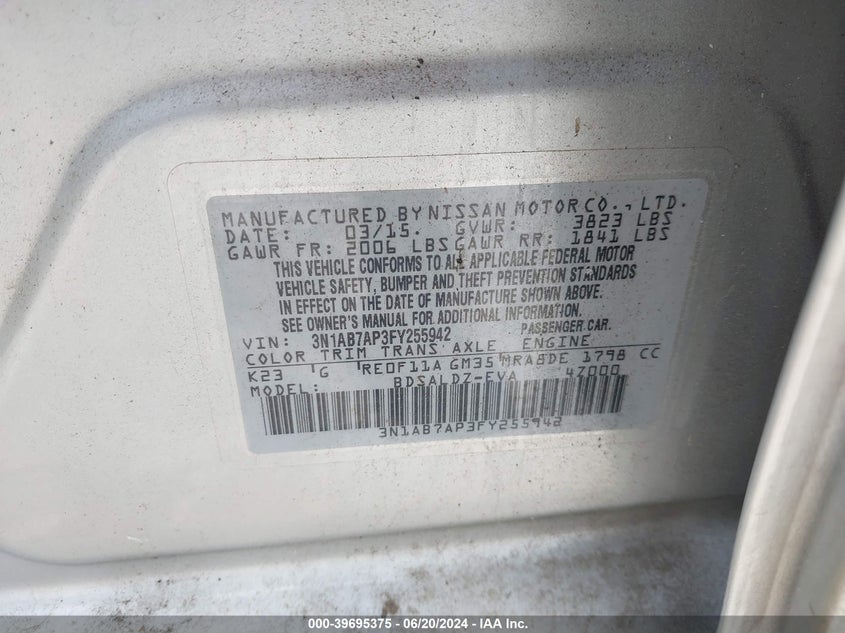 MANUFACTURED BY NISSAN MOTOR CO., LTD.
DATE: 03/15. GVWR: 3823 LBS
GAWR FR: 2006 LBS GAWR RR: 1841 LBS
THIS VEHICLE CONFORMS TO ALL APPLICABLE FEDERAL MOTOR
VEHICLE SAFETY, BUMPER AND THEFT PREVENTION STANDARDS
IN EFFECT ON THE DATE OF MANUFACTURE SHOWN ABOVE.
SEE OWNER'S MANUAL FOR ADDITIONAL INFORMATION.
VIN: 3N1AB7AP3FY255942 PASSENGER CAR.
COLOR TRIM TRANS AXLE ENGINE
K23 G RE0F11A GM35 MRA8DE 1798 CC
MODEL: BDSALDZ-EVA 4Z000
3N1AB7AP3FY255942
000-39695375 - 06/20/2024 - IAA Inc.